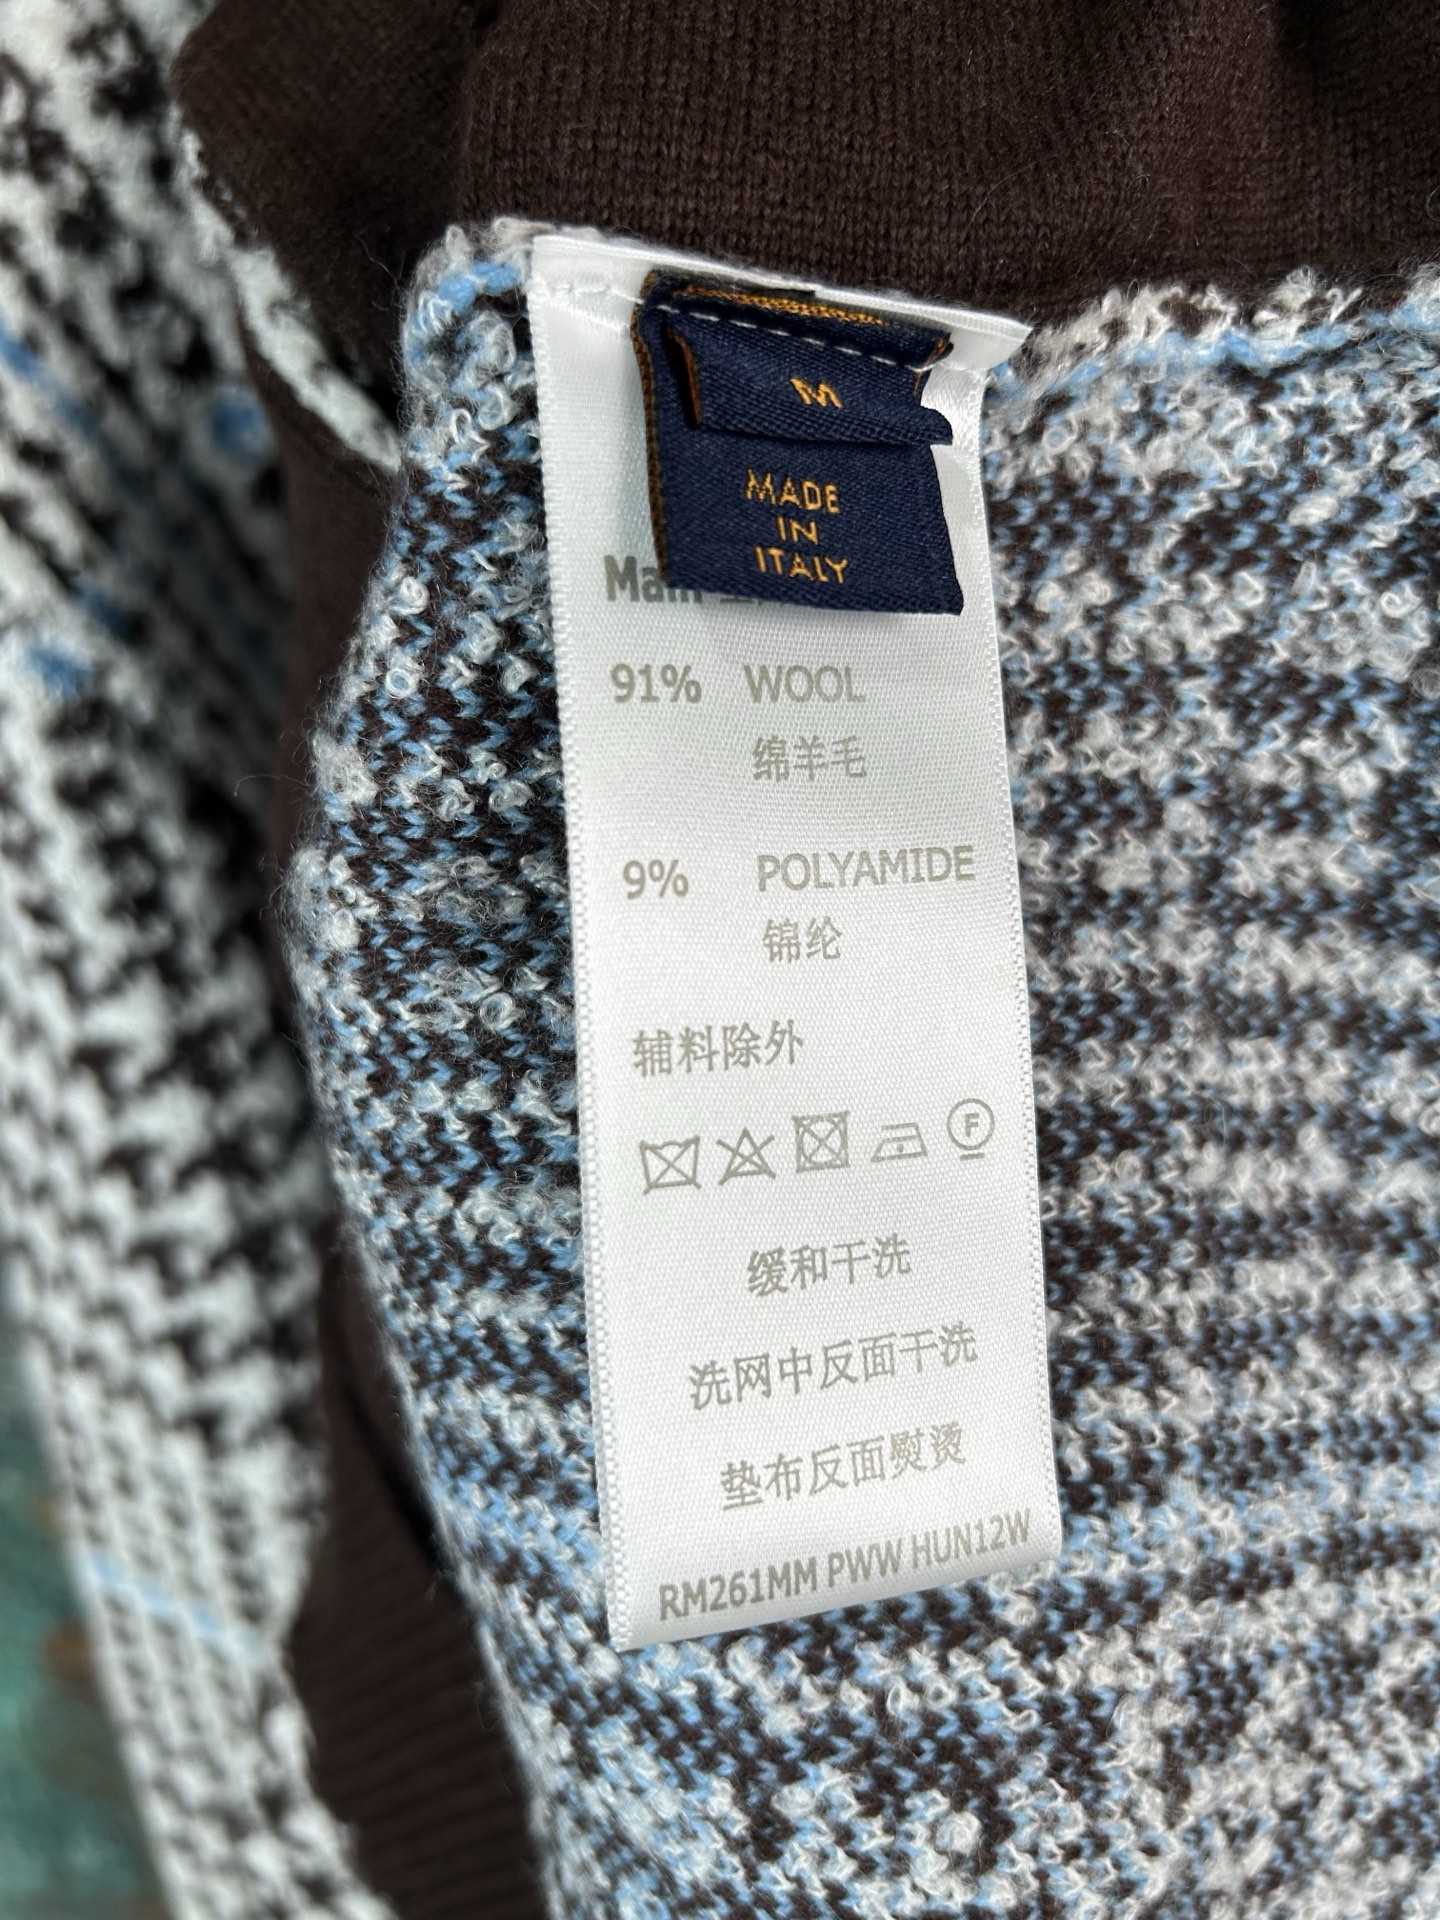 M
MADE
IN
ITALY
Main
91% WOOL
绵羊毛
9% POLYAMIDE
锦纶
辅料除外
F
缓和干洗
洗网中反面干洗
垫布反面熨烫
RM261MM PWW HUN12W